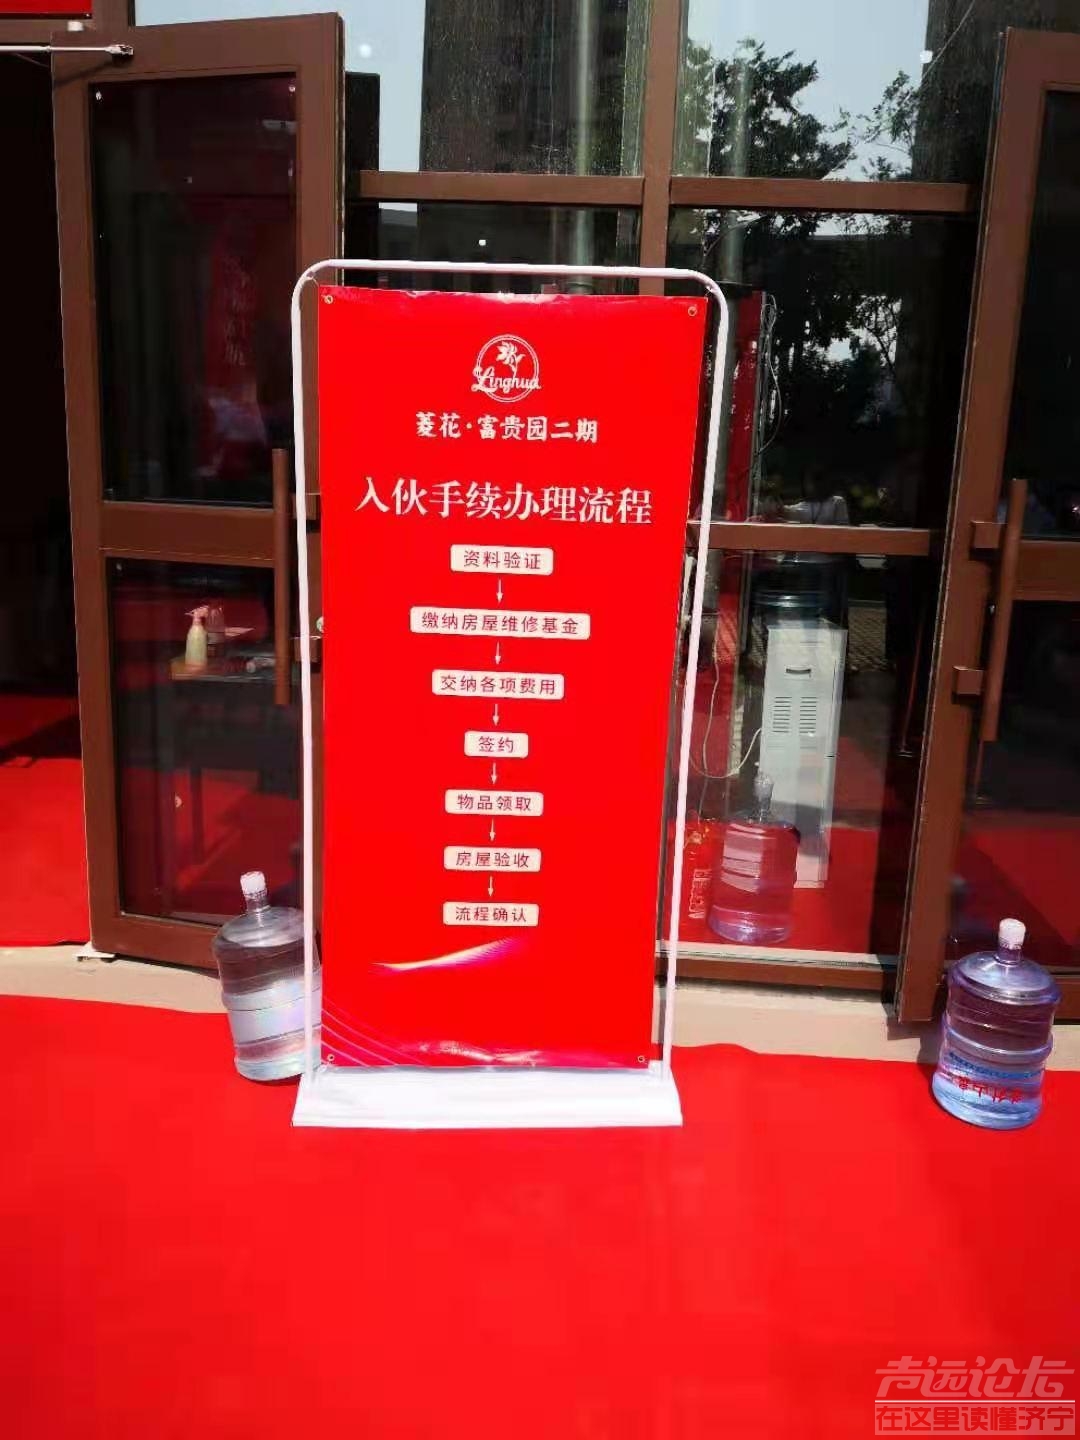 Linghua
菱花·富贵园二期
入伙手续办理流程
资料验证
缴纳房屋维修基金
交纳各项费用
签约
物品领取
房屋验收
流程确认
声远论坛
在这里读懂济宁